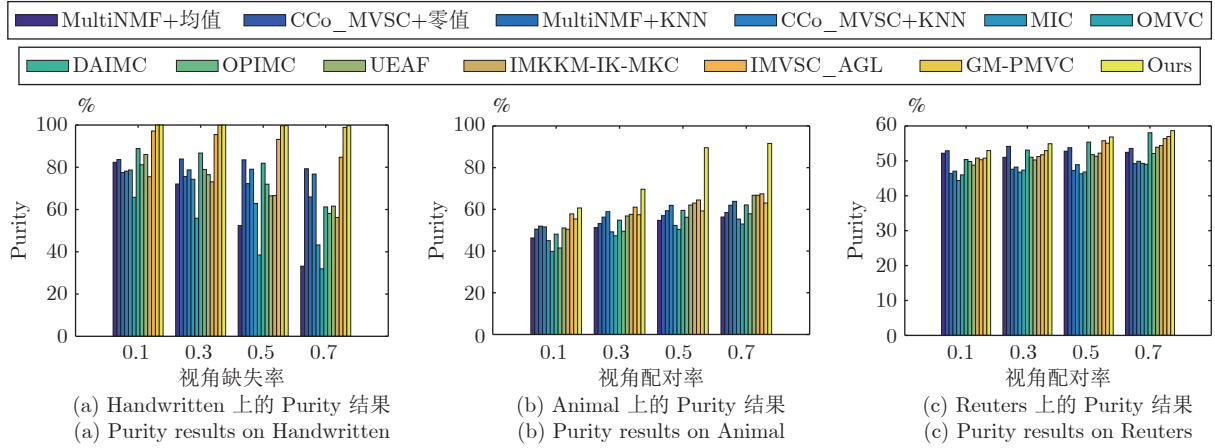 MultiNMF+均值 CCo_MVSC+零值 MultiNMF+KNN CCo_MVSC+KNN MIC OMVC
DAIMC OPIMC UEAF IMKKM-IK-MKC IMVSC_AGL GM-PMVC Ours
%
100
80
60
40
20
0
Purity
0.1 0.3 0.5 0.7
视角缺失率
(a) Handwritten 上的 Purity 结果
(a) Purity results on Handwritten
%
100
80
60
40
20
0
Purity
0.1 0.3 0.5 0.7
视角配对率
(b) Animal 上的 Purity 结果
(b) Purity results on Animal
%
60
50
40
30
20
10
0
Purity
0.1 0.3 0.5 0.7
视角配对率
(c) Reuters 上的 Purity 结果
(c) Purity results on Reuters